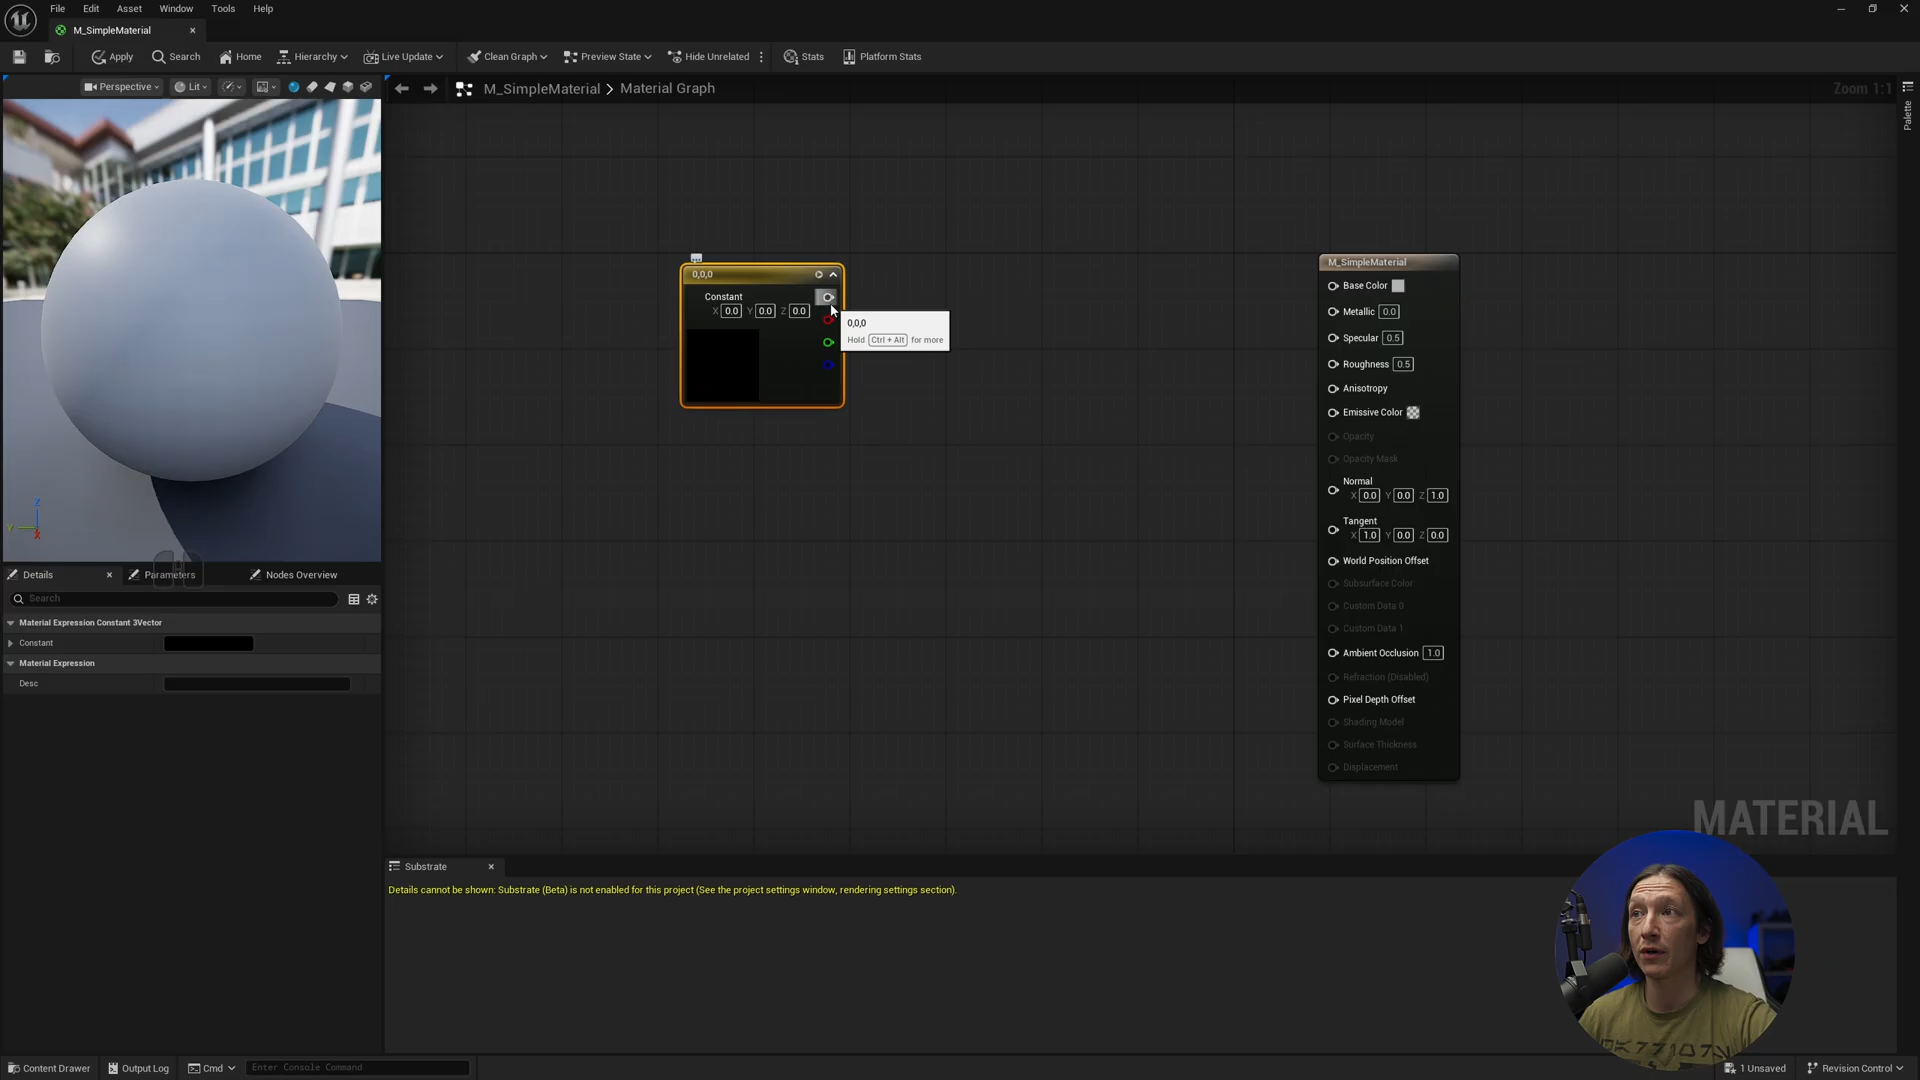 File Edit Asset Window Tools Help
M_SimpleMaterial
Apply Search Home Hierarchy Live Update Clean Graph Preview State Hide Unrelated Stats Platform Stats
Perspective Lit
M_SimpleMaterial > Material Graph
Zoom 1:1
Palette
0,0,0
Constant
X 0.0 Y 0.0 Z 0.0
0,0,0
Hold Ctrl + Alt for more
M_SimpleMaterial
Base Color
Metallic 0.0
Specular 0.5
Roughness 0.5
Anisotropy
Emissive Color
Opacity
Opacity Mask
Normal
X 0.0 Y 0.0 Z 1.0
Tangent
X 1.0 Y 0.0 Z 0.0
World Position Offset
Subsurface Color
Custom Data 0
Custom Data 1
Ambient Occlusion 1.0
Refraction (Disabled)
Pixel Depth Offset
Shading Model
Surface Thickness
Displacement
MATERIAL
Z
Y
X
Details Parameters Nodes Overview
Search
Material Expression Constant 3Vector
Constant
Material Expression
Desc
Substrate
Details cannot be shown: Substrate (Beta) is not enabled for this project (See the project settings window, rendering settings section).
Content Drawer Output Log Cmd Enter Console Command
1 Unsaved Revision Control